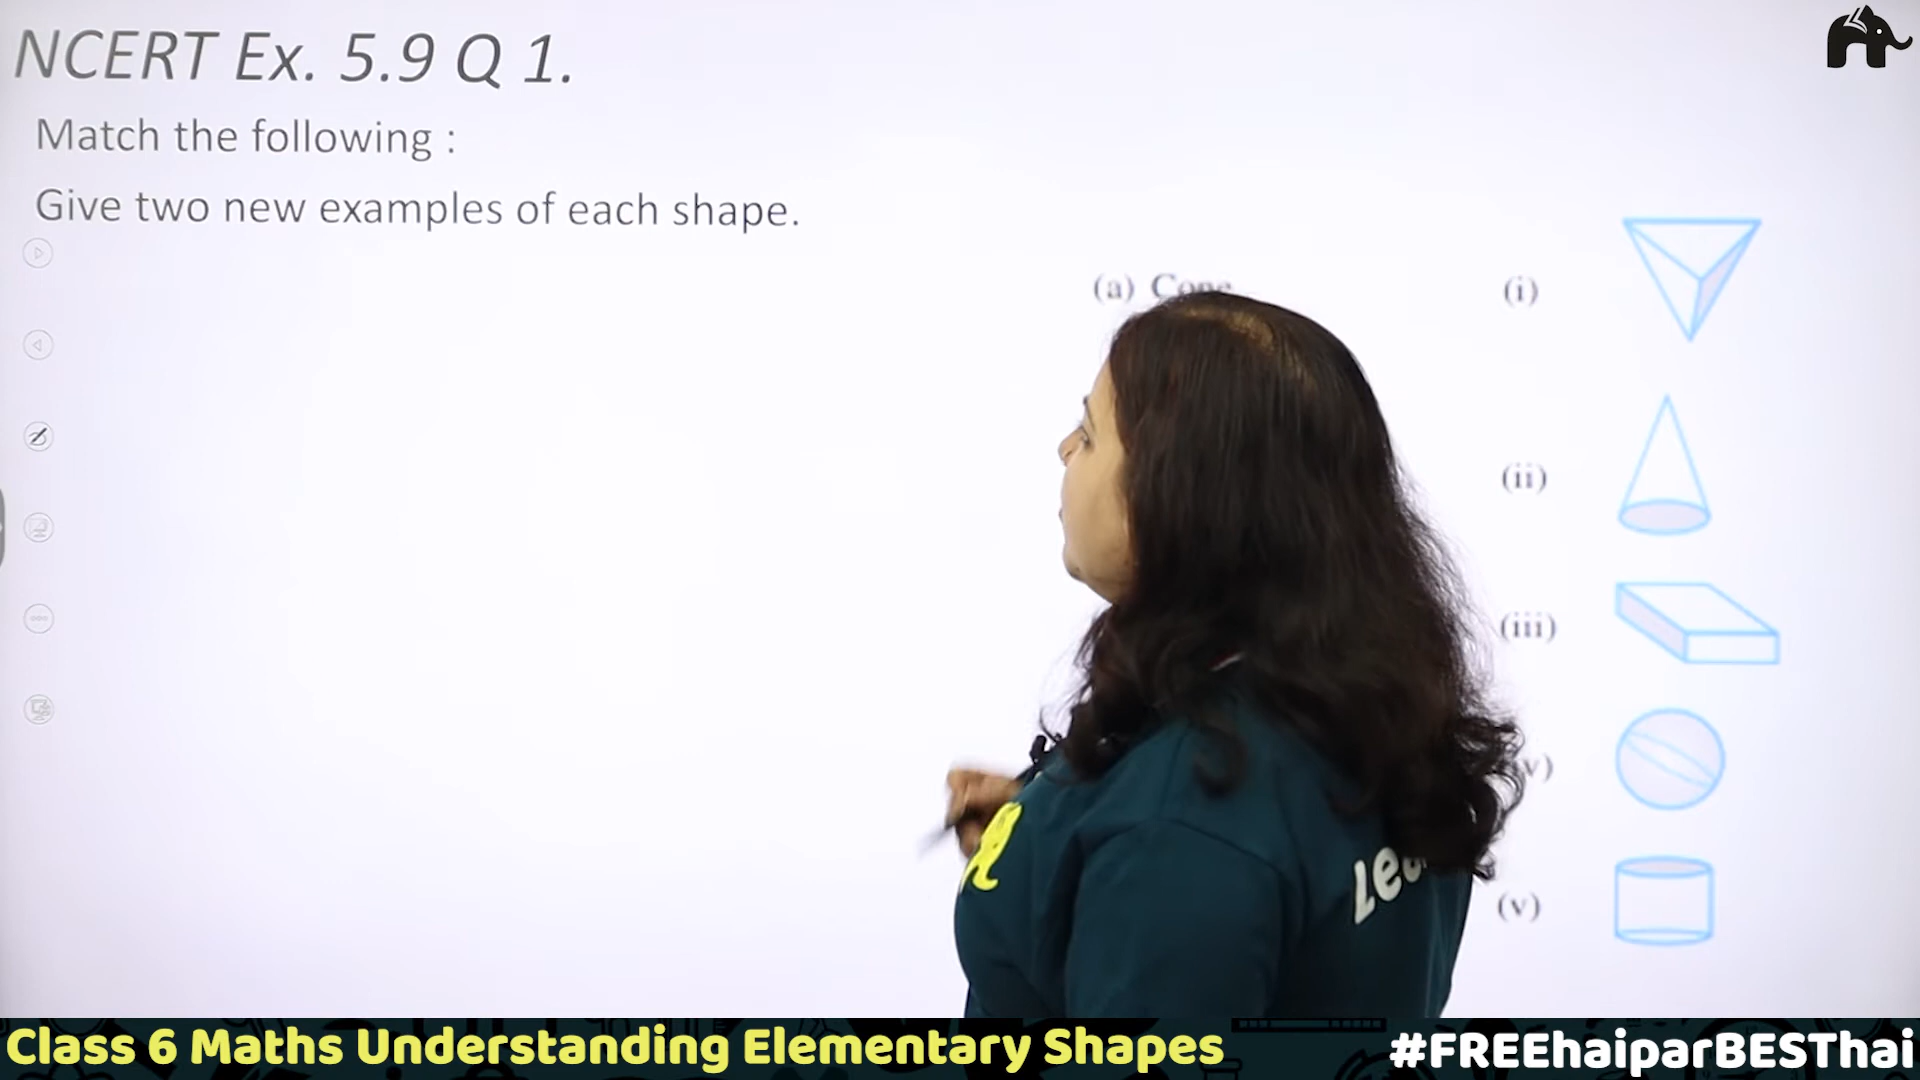 NCERT Ex. 5.9 Q 1.
Match the following :
Give two new examples of each shape.
(a) Cone
(i)
(ii)
(iii)
(v)
Class 6 Maths Understanding Elementary Shapes
#FREEhaiparBESThai